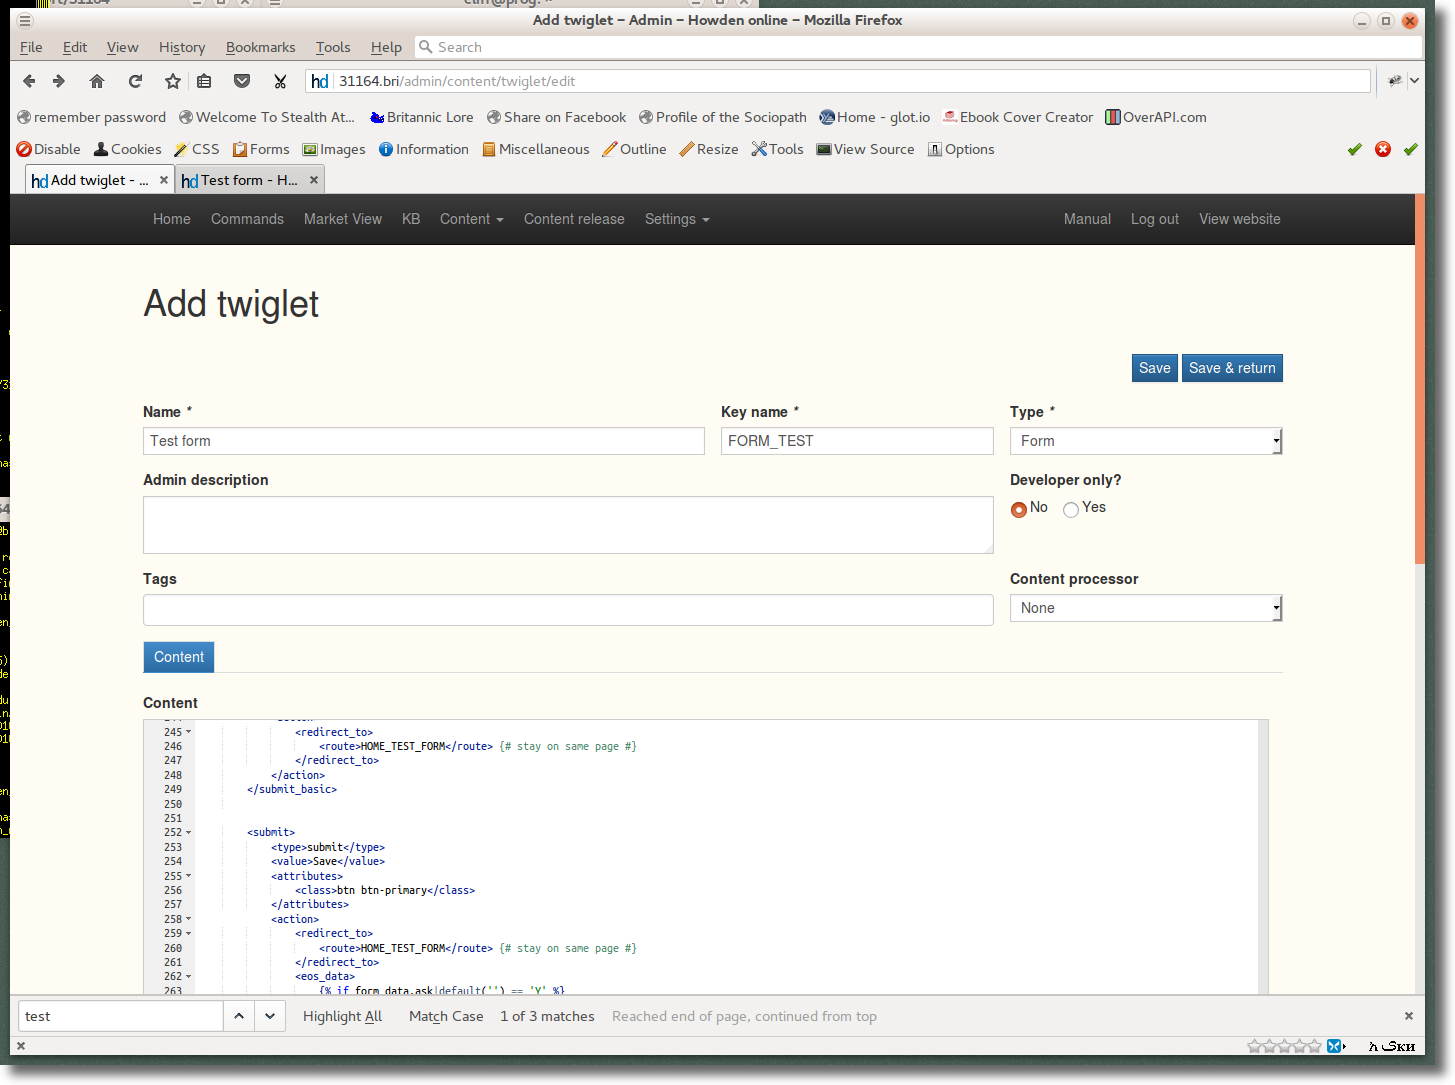 Add twiglet – Admin – Howden online – Mozilla Firefox
File Edit View History Bookmarks Tools Help Search
hd 31164.bri/admin/content/twiglet/edit
remember password Welcome To Stealth At... Britannic Lore Share on Facebook Profile of the Sociopath Home - glot.io Ebook Cover Creator OverAPI.com
Disable Cookies CSS Forms Images Information Miscellaneous Outline Resize Tools View Source Options
hd Add twiglet - ... hd Test form - H...
Home Commands Market View KB Content Content release Settings Manual Log out View website
Add twiglet
Save Save & return
Name * Key name * Type *
Test form FORM_TEST Form
Admin description Developer only?
No Yes
Tags Content processor
None
Content
Content
245 <redirect_to>
246 <route>HOME_TEST_FORM</route> {# stay on same page #}
247 </redirect_to>
248 </action>
249 </submit_basic>
250
251
252 <submit>
253 <type>submit</type>
254 <value>Save</value>
255 <attributes>
256 <class>btn btn-primary</class>
257 </attributes>
258 <action>
259 <redirect_to>
260 <route>HOME_TEST_FORM</route> {# stay on same page #}
261 </redirect_to>
262 <eos_data>
263 {% if form_data.ask|default('') == 'Y' %}
test Highlight All Match Case 1 of 3 matches Reached end of page, continued from top